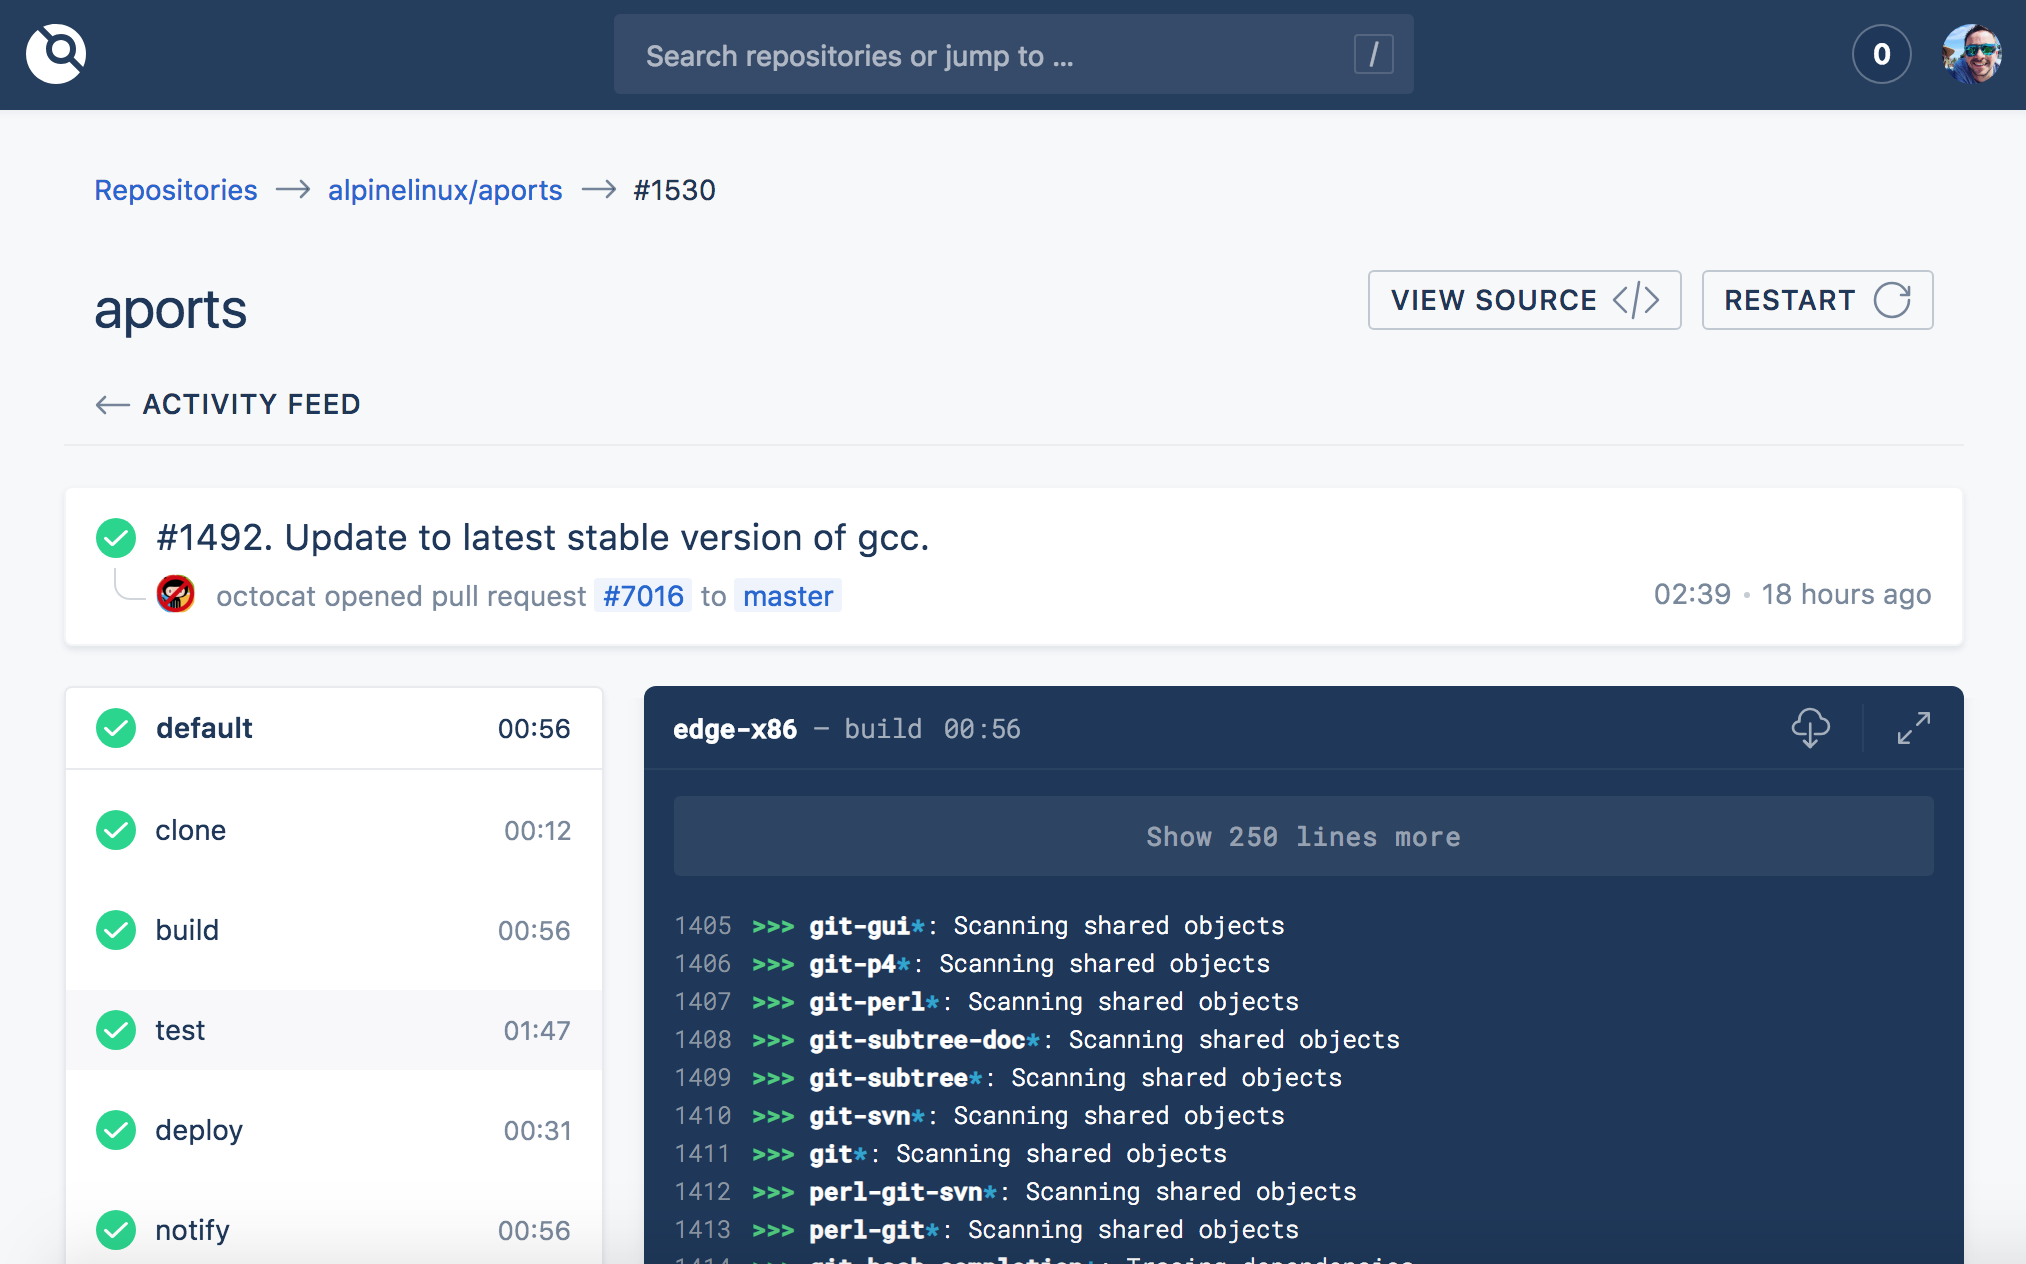 Search repositories or jump to ... /
0
Repositories → alpinelinux/aports → #1530
aports
VIEW SOURCE </>
RESTART
← ACTIVITY FEED
#1492. Update to latest stable version of gcc.
octocat opened pull request #7016 to master
02:39 • 18 hours ago
default 00:56
clone 00:12
build 00:56
test 01:47
deploy 00:31
notify 00:56
edge-x86 — build 00:56
Show 250 lines more
1405 >>> git-gui*: Scanning shared objects
1406 >>> git-p4*: Scanning shared objects
1407 >>> git-perl*: Scanning shared objects
1408 >>> git-subtree-doc*: Scanning shared objects
1409 >>> git-subtree*: Scanning shared objects
1410 >>> git-svn*: Scanning shared objects
1411 >>> git*: Scanning shared objects
1412 >>> perl-git-svn*: Scanning shared objects
1413 >>> perl-git*: Scanning shared objects
1414 >>> git-bash-completion*: Tracing dependencies